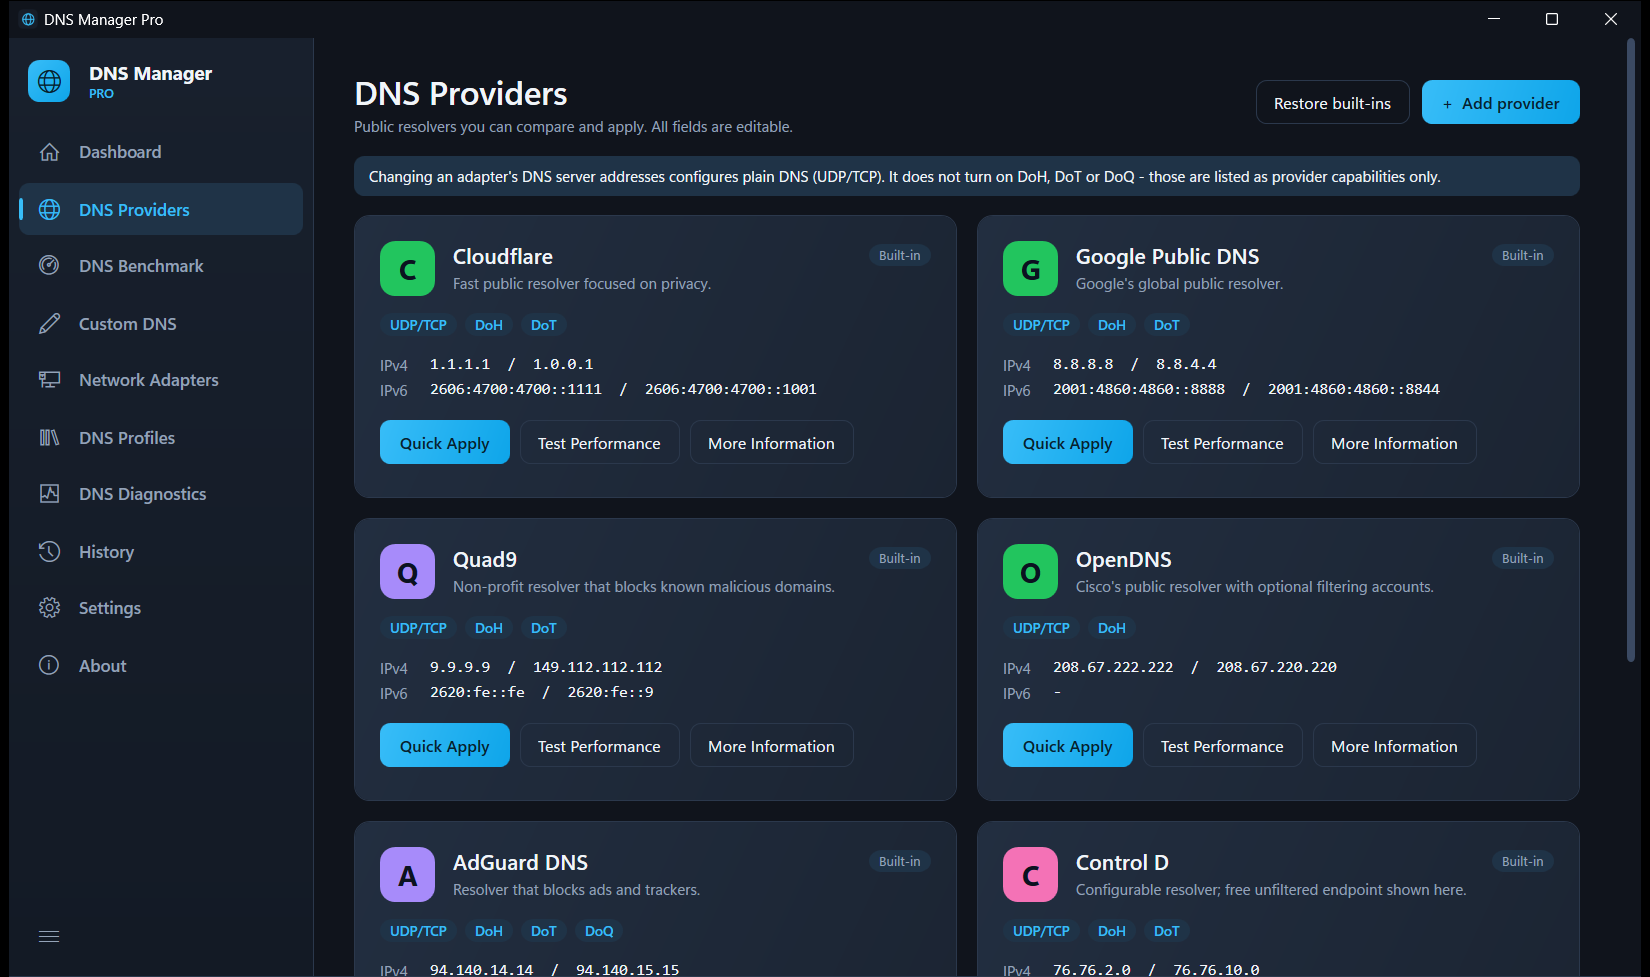 DNS Manager Pro
DNS Manager
PRO
Dashboard
DNS Providers
DNS Benchmark
Custom DNS
Network Adapters
DNS Profiles
DNS Diagnostics
History
Settings
About
DNS Providers
Public resolvers you can compare and apply. All fields are editable.
Restore built-ins
+ Add provider
Changing an adapter's DNS server addresses configures plain DNS (UDP/TCP). It does not turn on DoH, DoT or DoQ - those are listed as provider capabilities only.
C
Cloudflare
Built-in
Fast public resolver focused on privacy.
UDP/TCP DoH DoT
IPv4 1.1.1.1 / 1.0.0.1
IPv6 2606:4700:4700::1111 / 2606:4700:4700::1001
Quick Apply Test Performance More Information
G
Google Public DNS
Built-in
Google's global public resolver.
UDP/TCP DoH DoT
IPv4 8.8.8.8 / 8.8.4.4
IPv6 2001:4860:4860::8888 / 2001:4860:4860::8844
Quick Apply Test Performance More Information
Q
Quad9
Built-in
Non-profit resolver that blocks known malicious domains.
UDP/TCP DoH DoT
IPv4 9.9.9.9 / 149.112.112.112
IPv6 2620:fe::fe / 2620:fe::9
Quick Apply Test Performance More Information
O
OpenDNS
Built-in
Cisco's public resolver with optional filtering accounts.
UDP/TCP DoH
IPv4 208.67.222.222 / 208.67.220.220
IPv6 -
Quick Apply Test Performance More Information
A
AdGuard DNS
Built-in
Resolver that blocks ads and trackers.
UDP/TCP DoH DoT DoQ
IPv4 94.140.14.14 / 94.140.15.15
C
Control D
Built-in
Configurable resolver; free unfiltered endpoint shown here.
UDP/TCP DoH DoT
IPv4 76.76.2.0 / 76.76.10.0